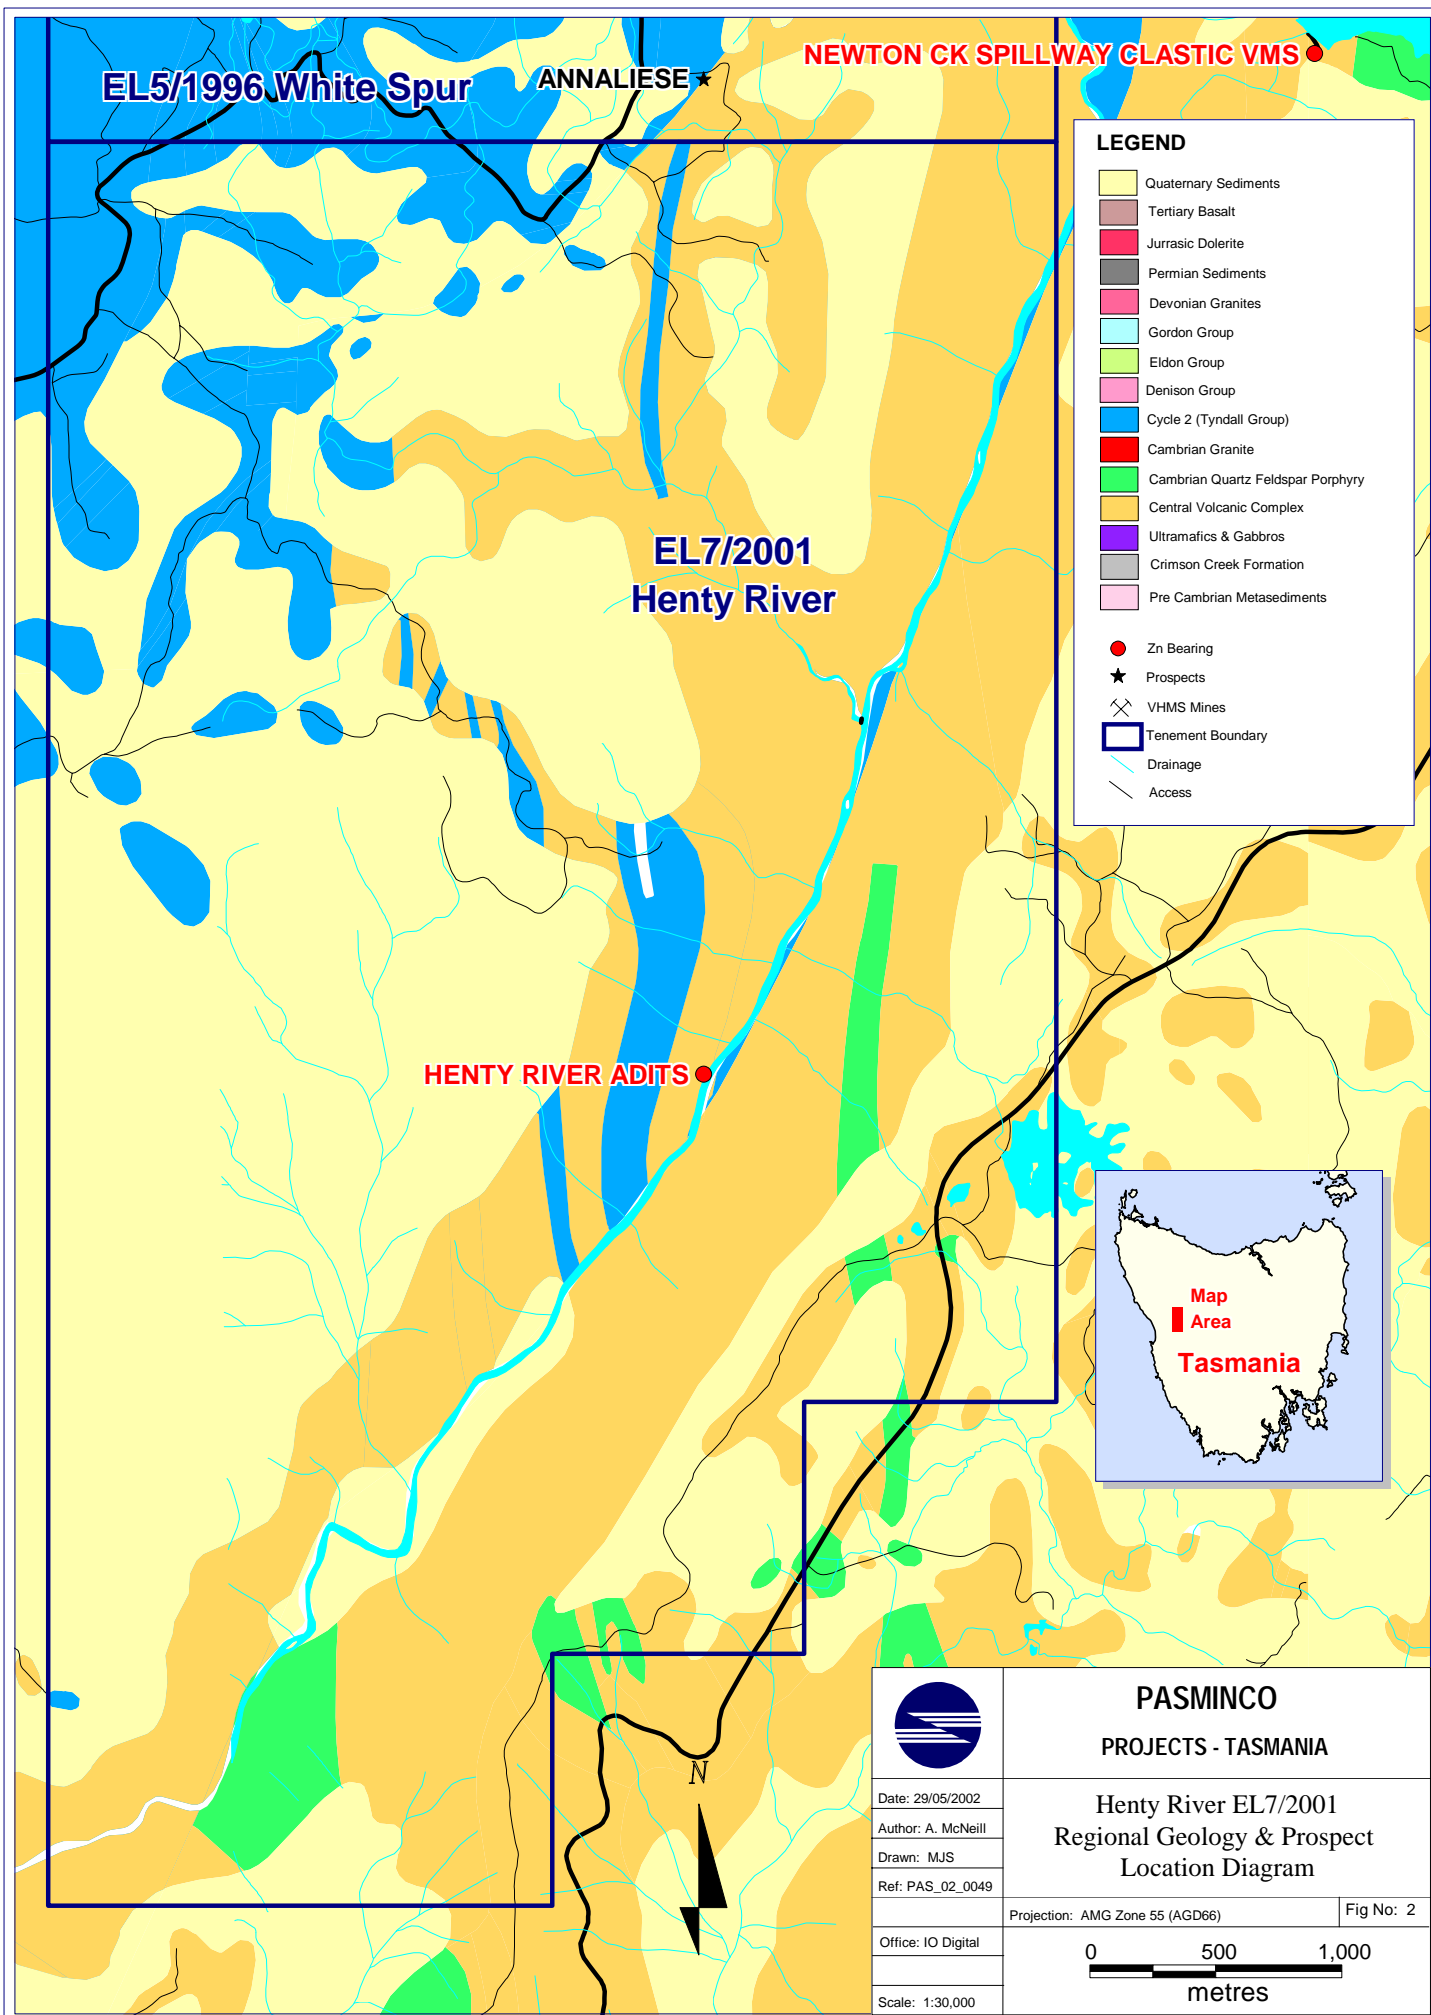 NEWTON CK SPILLWAY CLASTIC VMS
ANNALIESE
EL5/1996 White Spur
LEGEND
Quaternary Sediments
Tertiary Basalt
Jurrasic Dolerite
Permian Sediments
Devonian Granites
Gordon Group
Eldon Group
Denison Group
Cycle 2 (Tyndall Group)
Cambrian Granite
Cambrian Quartz Feldspar Porphyry
Central Volcanic Complex
Ultramafics & Gabbros
Crimson Creek Formation
Pre Cambrian Metasediments
Zn Bearing
Prospects
VHMS Mines
Tenement Boundary
Drainage
Access
EL7/2001
Henty River
HENTY RIVER ADITS
Map
Area
Tasmania
N
PASMINCO
PROJECTS - TASMANIA
Date: 29/05/2002
Author: A. McNeill
Drawn: MJS
Ref: PAS_02_0049
Henty River EL7/2001
Regional Geology & Prospect
Location Diagram
Projection: AMG Zone 55 (AGD66)
Fig No: 2
Office: IO Digital
Scale: 1:30,000
0 500 1,000
metres